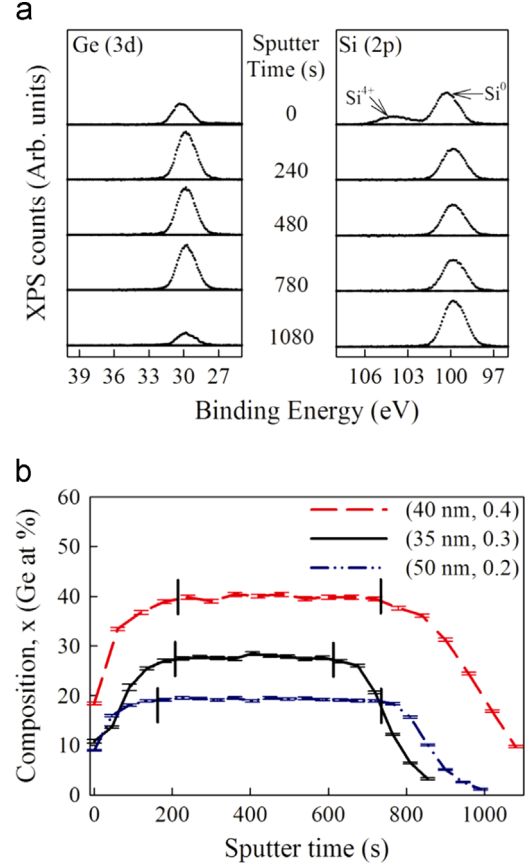 a
Ge (3d)
Sputter
Time (s)
Si (2p)
Si4+
Si0
0
240
480
780
1080
XPS counts (Arb. units)
39 36 33 30 27
106 103 100 97
Binding Energy (eV)
b
60
50
40
30
20
10
0
(40 nm, 0.4)
(35 nm, 0.3)
(50 nm, 0.2)
Composition, x (Ge at %)
0 200 400 600 800 1000
Sputter time (s)